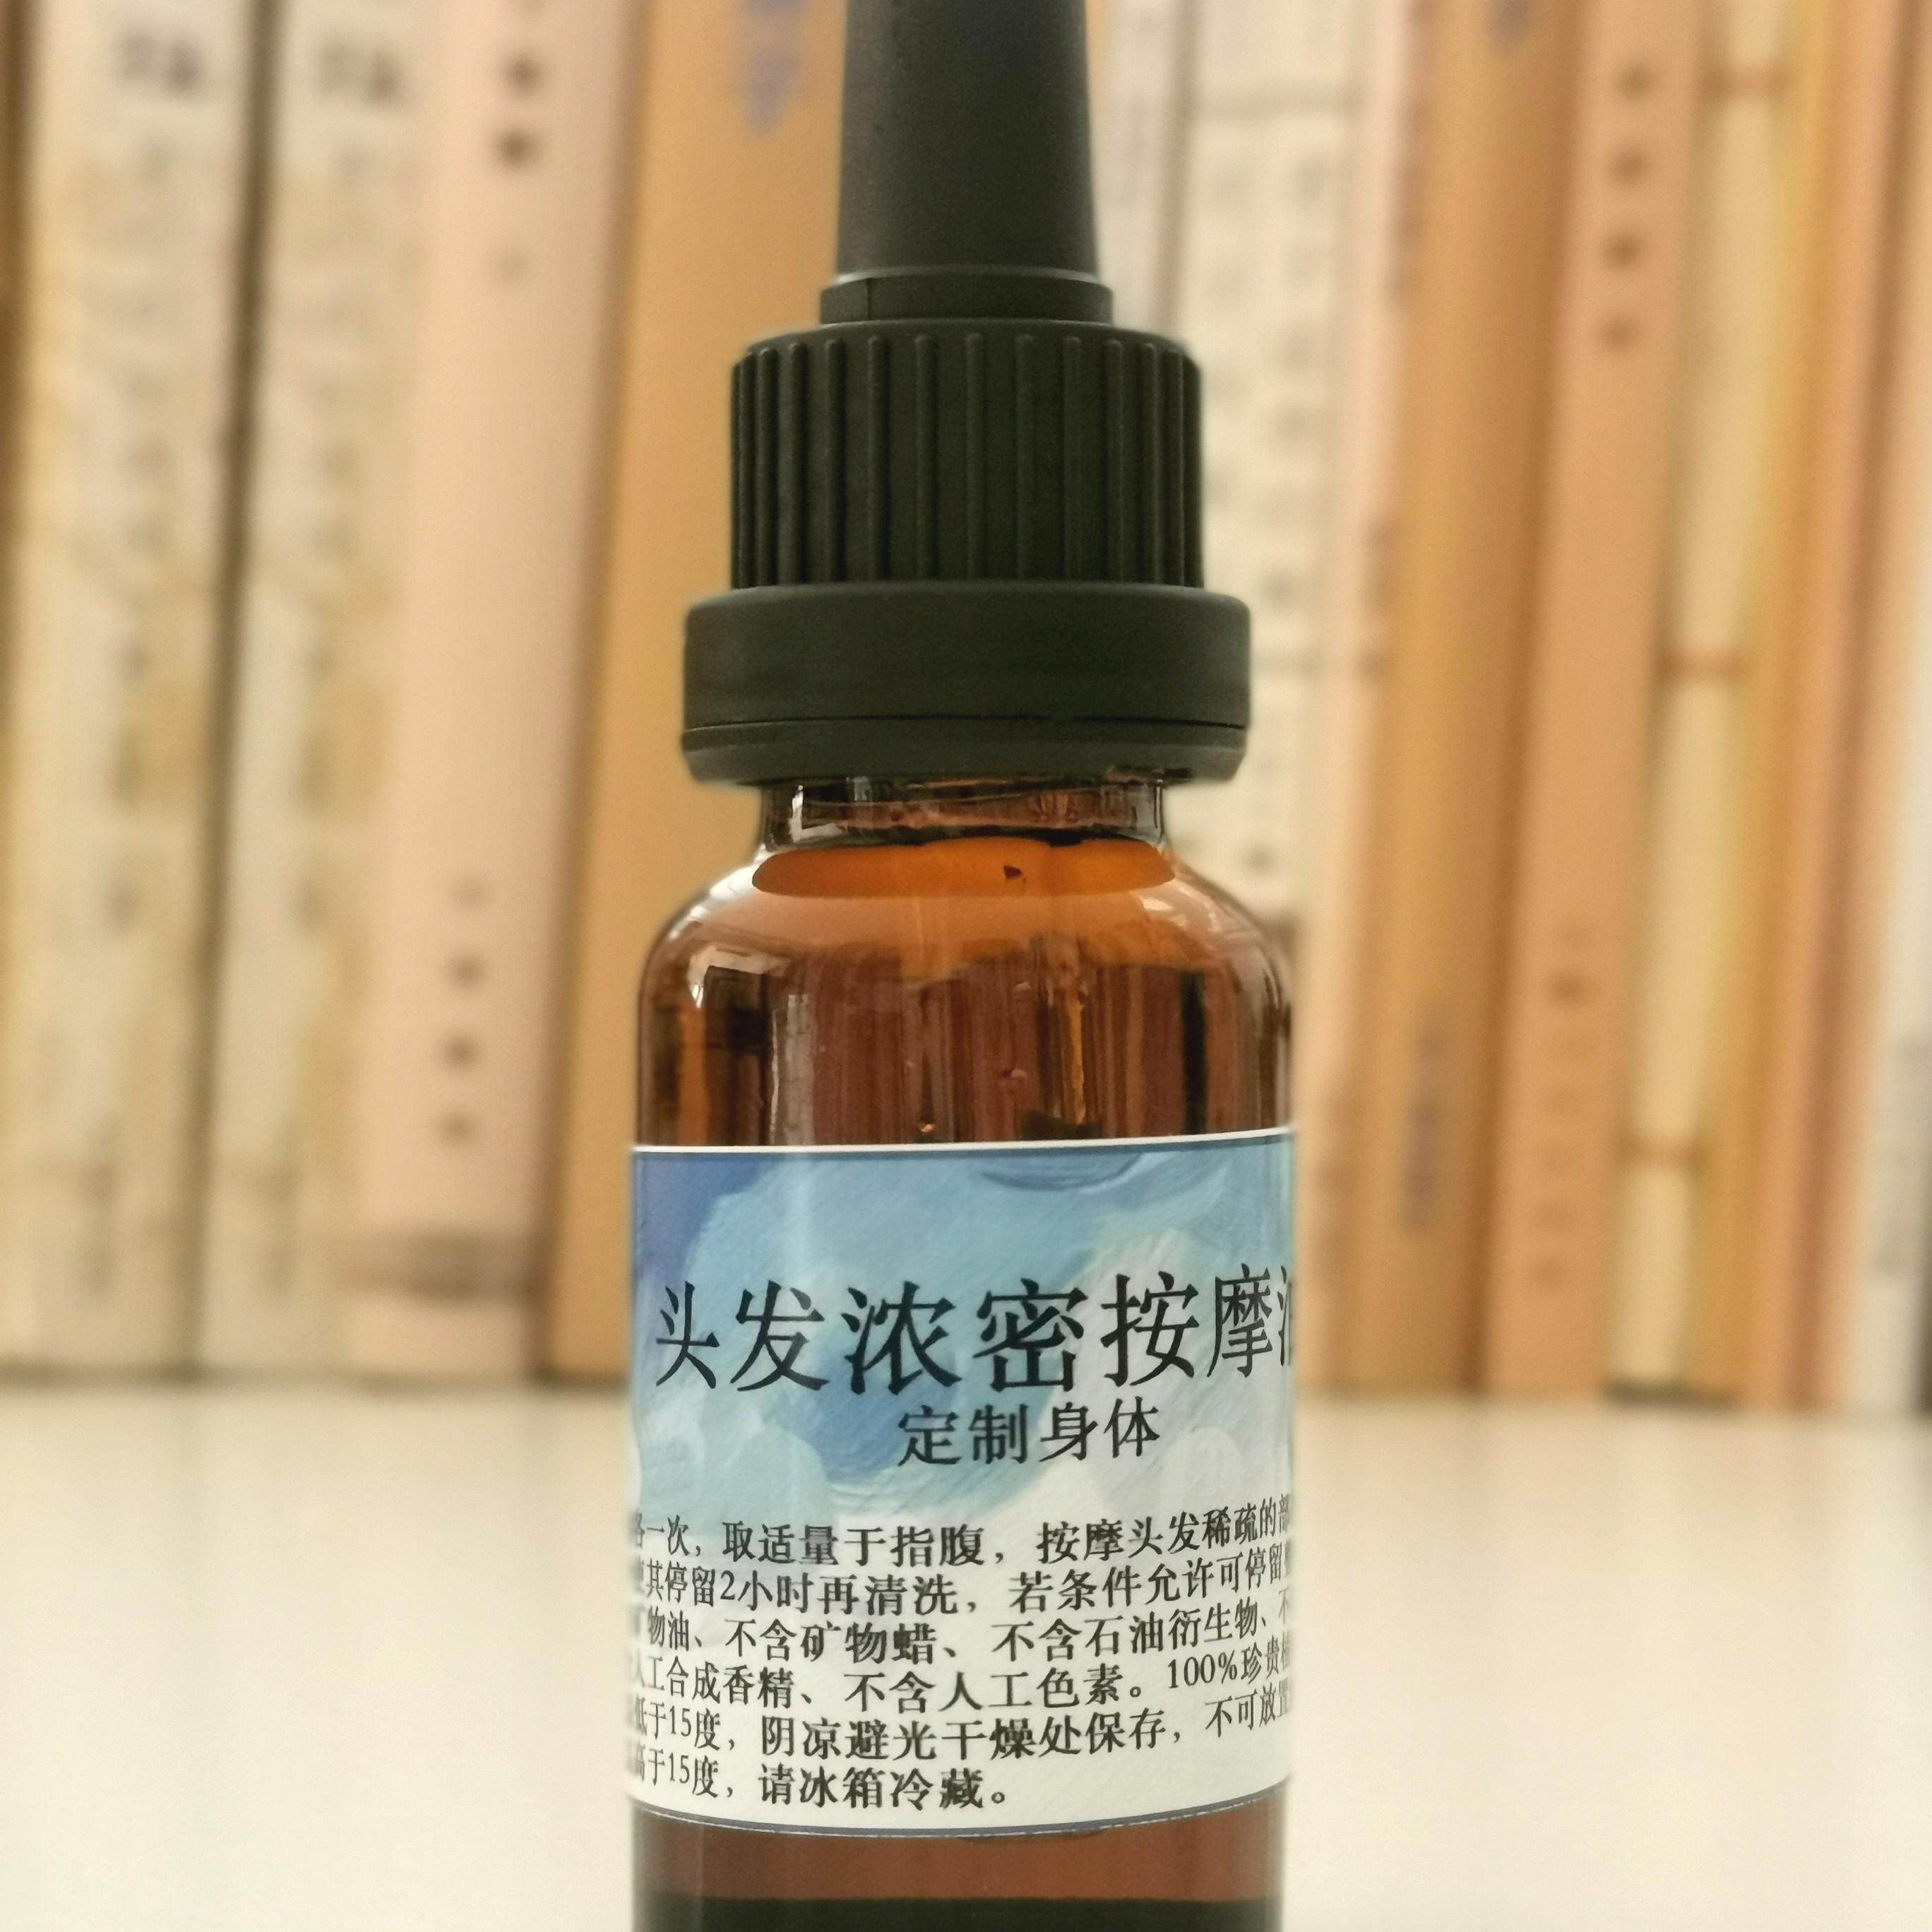 头发浓密按摩
定制身体
一次，取适量于指腹，按摩头发稀疏的部
其停留2小时再清洗，若条件允许可停留
物油、不含矿物蜡、不含石油衍生物、不
人工合成香精、不含人工色素。100%珍贵
低于15度，阴凉避光干燥处保存，不可放置
高于15度，请冰箱冷藏。